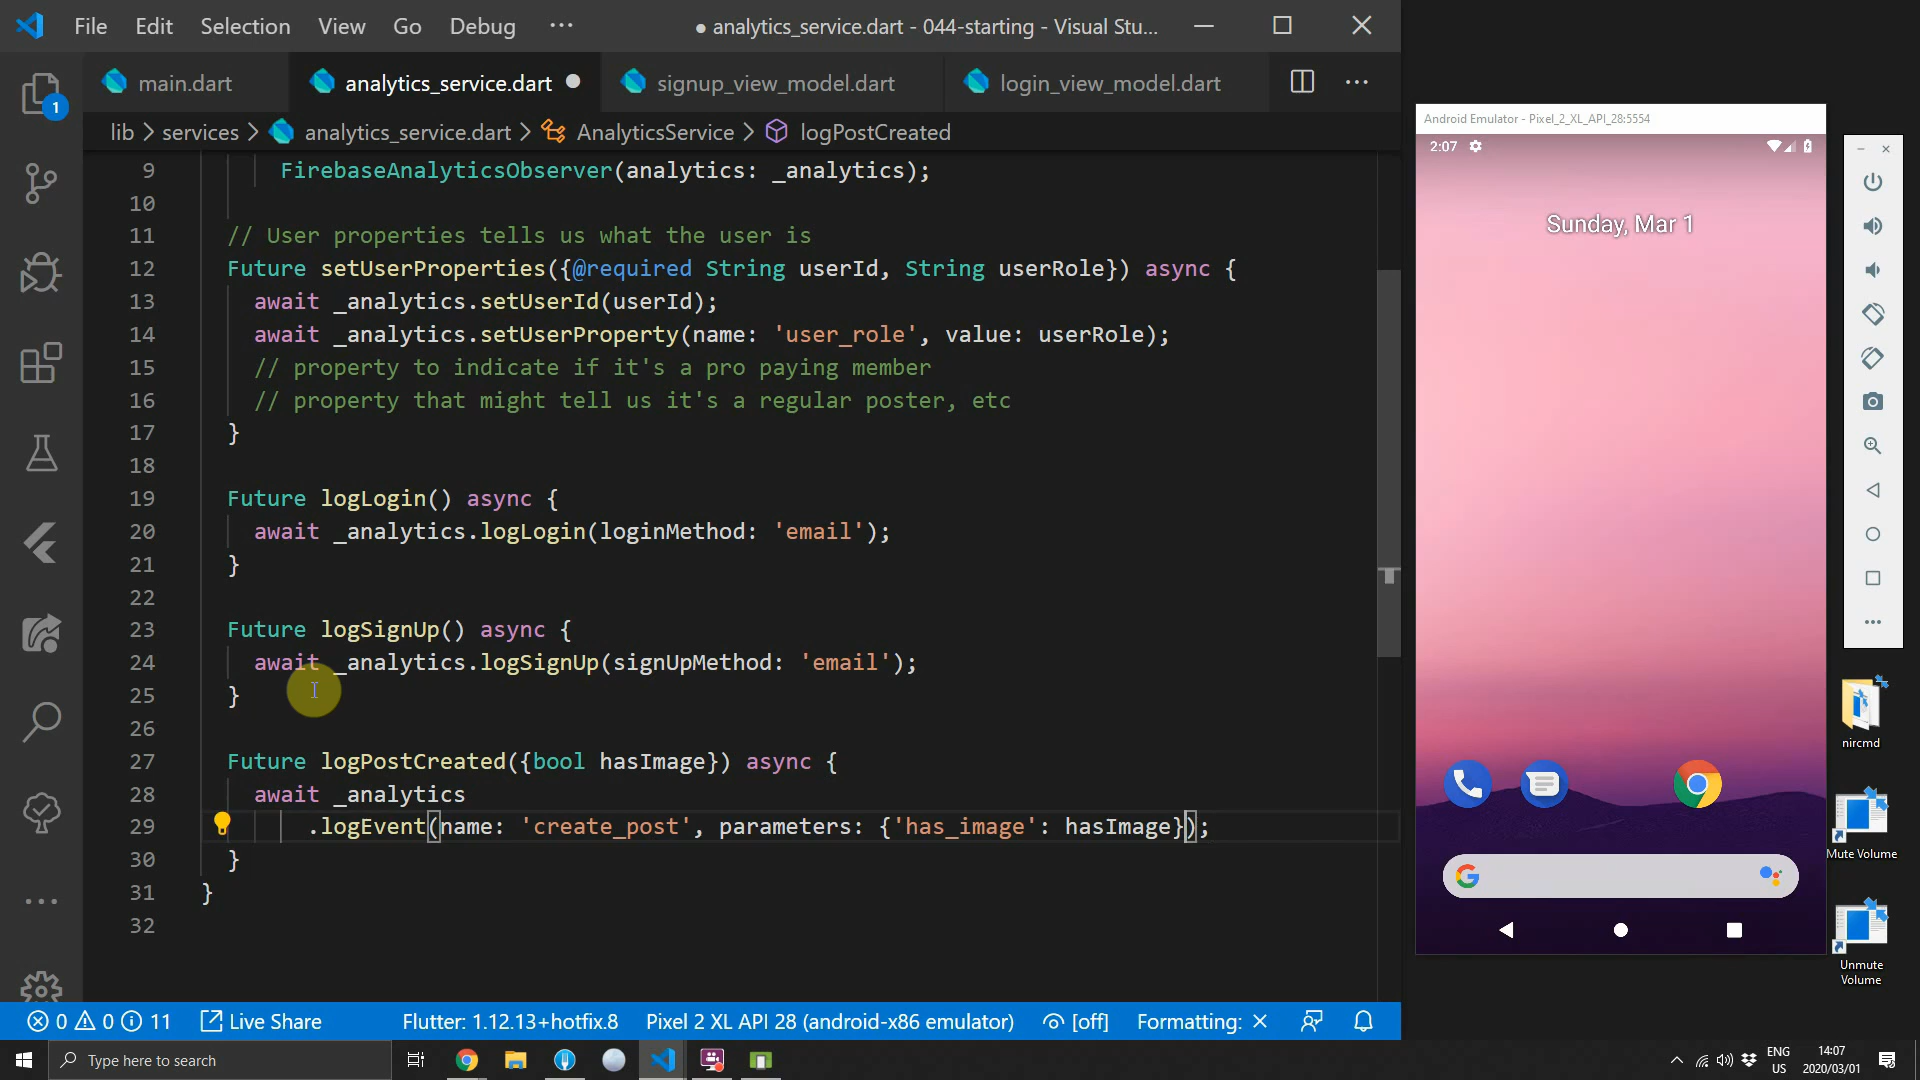 File Edit Selection View Go Debug ···
● analytics_service.dart - 044-starting - Visual Stu...
1
main.dart
analytics_service.dart
signup_view_model.dart
login_view_model.dart
lib > services > analytics_service.dart > AnalyticsService > logPostCreated
9 FirebaseAnalyticsObserver(analytics: _analytics);
10
11 // User properties tells us what the user is
12 Future setUserProperties({@required String userId, String userRole}) async {
13 await _analytics.setUserId(userId);
14 await _analytics.setUserProperty(name: 'user_role', value: userRole);
15 // property to indicate if it's a pro paying member
16 // property that might tell us it's a regular poster, etc
17 }
18
19 Future logLogin() async {
20 await _analytics.logLogin(loginMethod: 'email');
21 }
22
23 Future logSignUp() async {
24 await _analytics.logSignUp(signUpMethod: 'email');
25 }
26
27 Future logPostCreated({bool hasImage}) async {
28 await _analytics
29 .logEvent(name: 'create_post', parameters: {'has_image': hasImage});
30 }
31 }
32
0 0 11 Live Share Flutter: 1.12.13+hotfix.8 Pixel 2 XL API 28 (android-x86 emulator) [off] Formatting: ×
Android Emulator - Pixel_2_XL_API_28:5554
2:07
Sunday, Mar 1
nircmd
Mute Volume
Unmute
Volume
Type here to search
ENG
US
14:07
2020/03/01